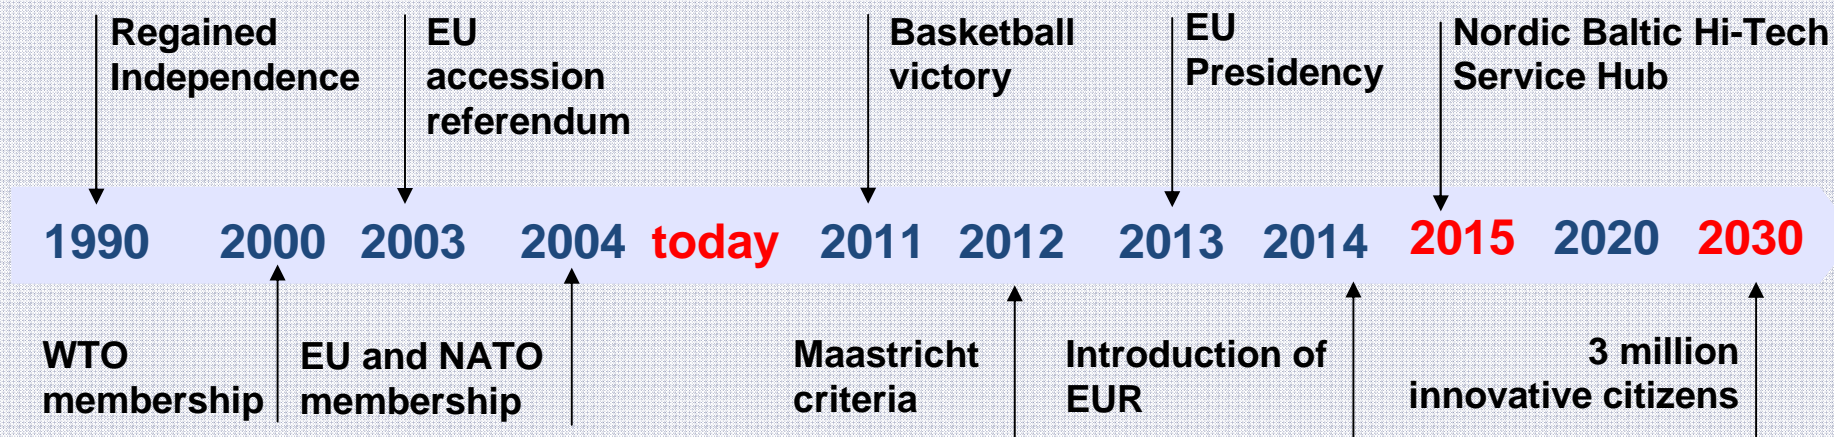 Regained
Independence
EU
accession
referendum
Basketball
victory
EU
Presidency
Nordic Baltic Hi-Tech
Service Hub
1990 2000 2003 2004 today 2011 2012 2013 2014 2015 2020 2030
WTO
membership
EU and NATO
membership
Maastricht
criteria
Introduction of
EUR
3 million
innovative citizens